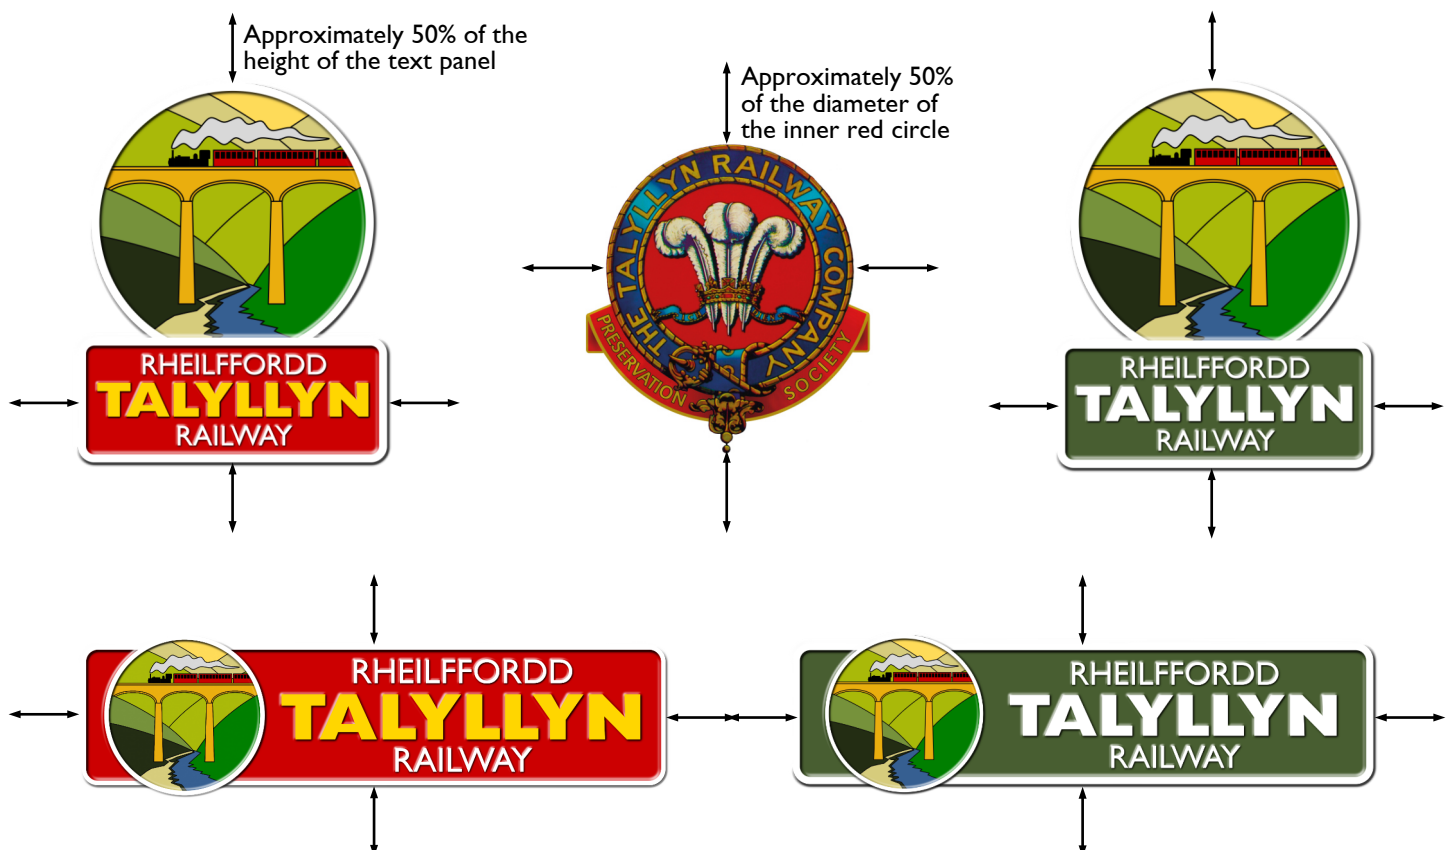 Approximately 50% of the
height of the text panel
RHEILFFORDD
TALYLLYN
RAILWAY
Approximately 50%
of the diameter of
the inner red circle
THE TALYLLYN RAILWAY COMPANY
PRESERVATION SOCIETY
RHEILFFORDD
TALYLLYN
RAILWAY
RHEILFFORDD
TALYLLYN
RAILWAY
RHEILFFORDD
TALYLLYN
RAILWAY